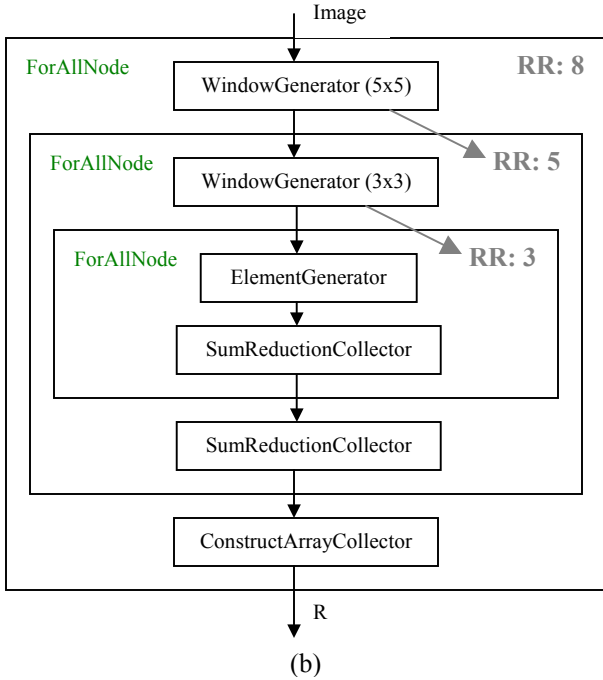 Image
ForAllNode
RR: 8
WindowGenerator (5x5)
ForAllNode
RR: 5
WindowGenerator (3x3)
ForAllNode
RR: 3
ElementGenerator
SumReductionCollector
SumReductionCollector
ConstructArrayCollector
R
(b)